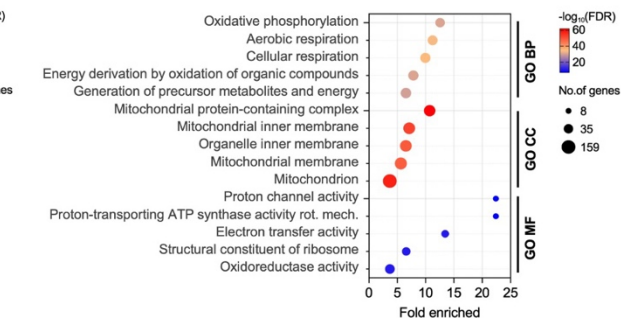 R)
es
Oxidative phosphorylation
Aerobic respiration
Cellular respiration
Energy derivation by oxidation of organic compounds
Generation of precursor metabolites and energy
Mitochondrial protein-containing complex
Mitochondrial inner membrane
Organelle inner membrane
Mitochondrial membrane
Mitochondrion
Proton channel activity
Proton-transporting ATP synthase activity rot. mech.
Electron transfer activity
Structural constituent of ribosome
Oxidoreductase activity
0 5 10 15 20 25
Fold enriched
GO BP
GO CC
GO MF
-log10(FDR)
60
40
20
No.of genes
8
35
159